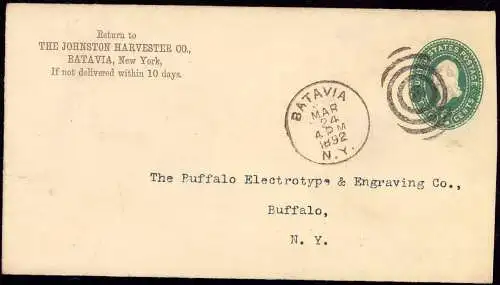 Return to
THE JOHNSTON HARVESTER CO.,
BATAVIA, New York,
If not delivered within 10 days.
STATES POSTAGE
CENTS
BATAVIA
MAR
24
4 PM
1892
N.Y.
The Buffalo Electrotype & Engraving Co.,
Buffalo,
N. Y.